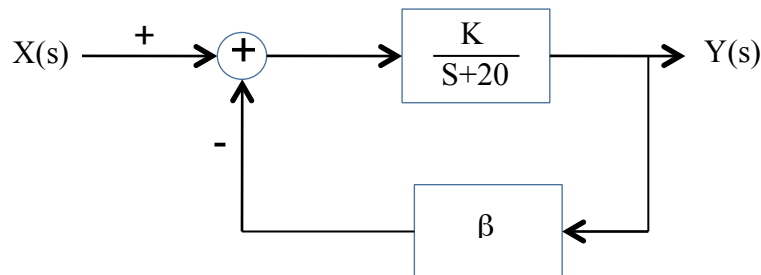 +
X(s) + K Y(s)
S+20
-
β